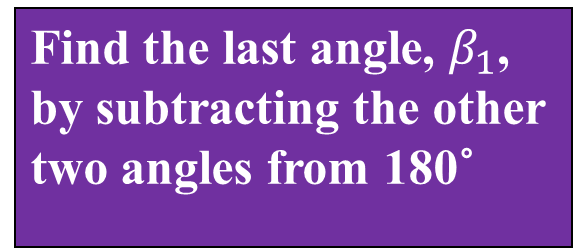 Find the last angle, β₁,
by subtracting the other
two angles from 180˚